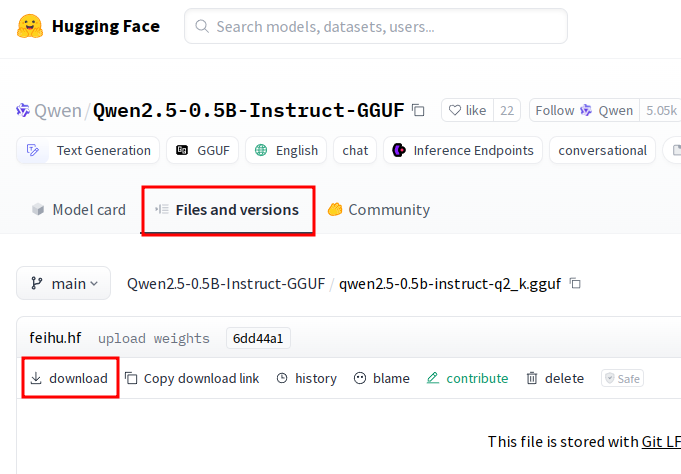 Hugging Face
Search models, datasets, users...
Qwen/Qwen2.5-0.5B-Instruct-GGUF
like 22
Follow Qwen 5.05k
Text Generation GGUF English chat Inference Endpoints conversational
Model card Files and versions Community
main Qwen2.5-0.5B-Instruct-GGUF / qwen2.5-0.5b-instruct-q2_k.gguf
feihu.hf upload weights 6dd44a1
download Copy download link history blame contribute delete Safe
This file is stored with Git LF